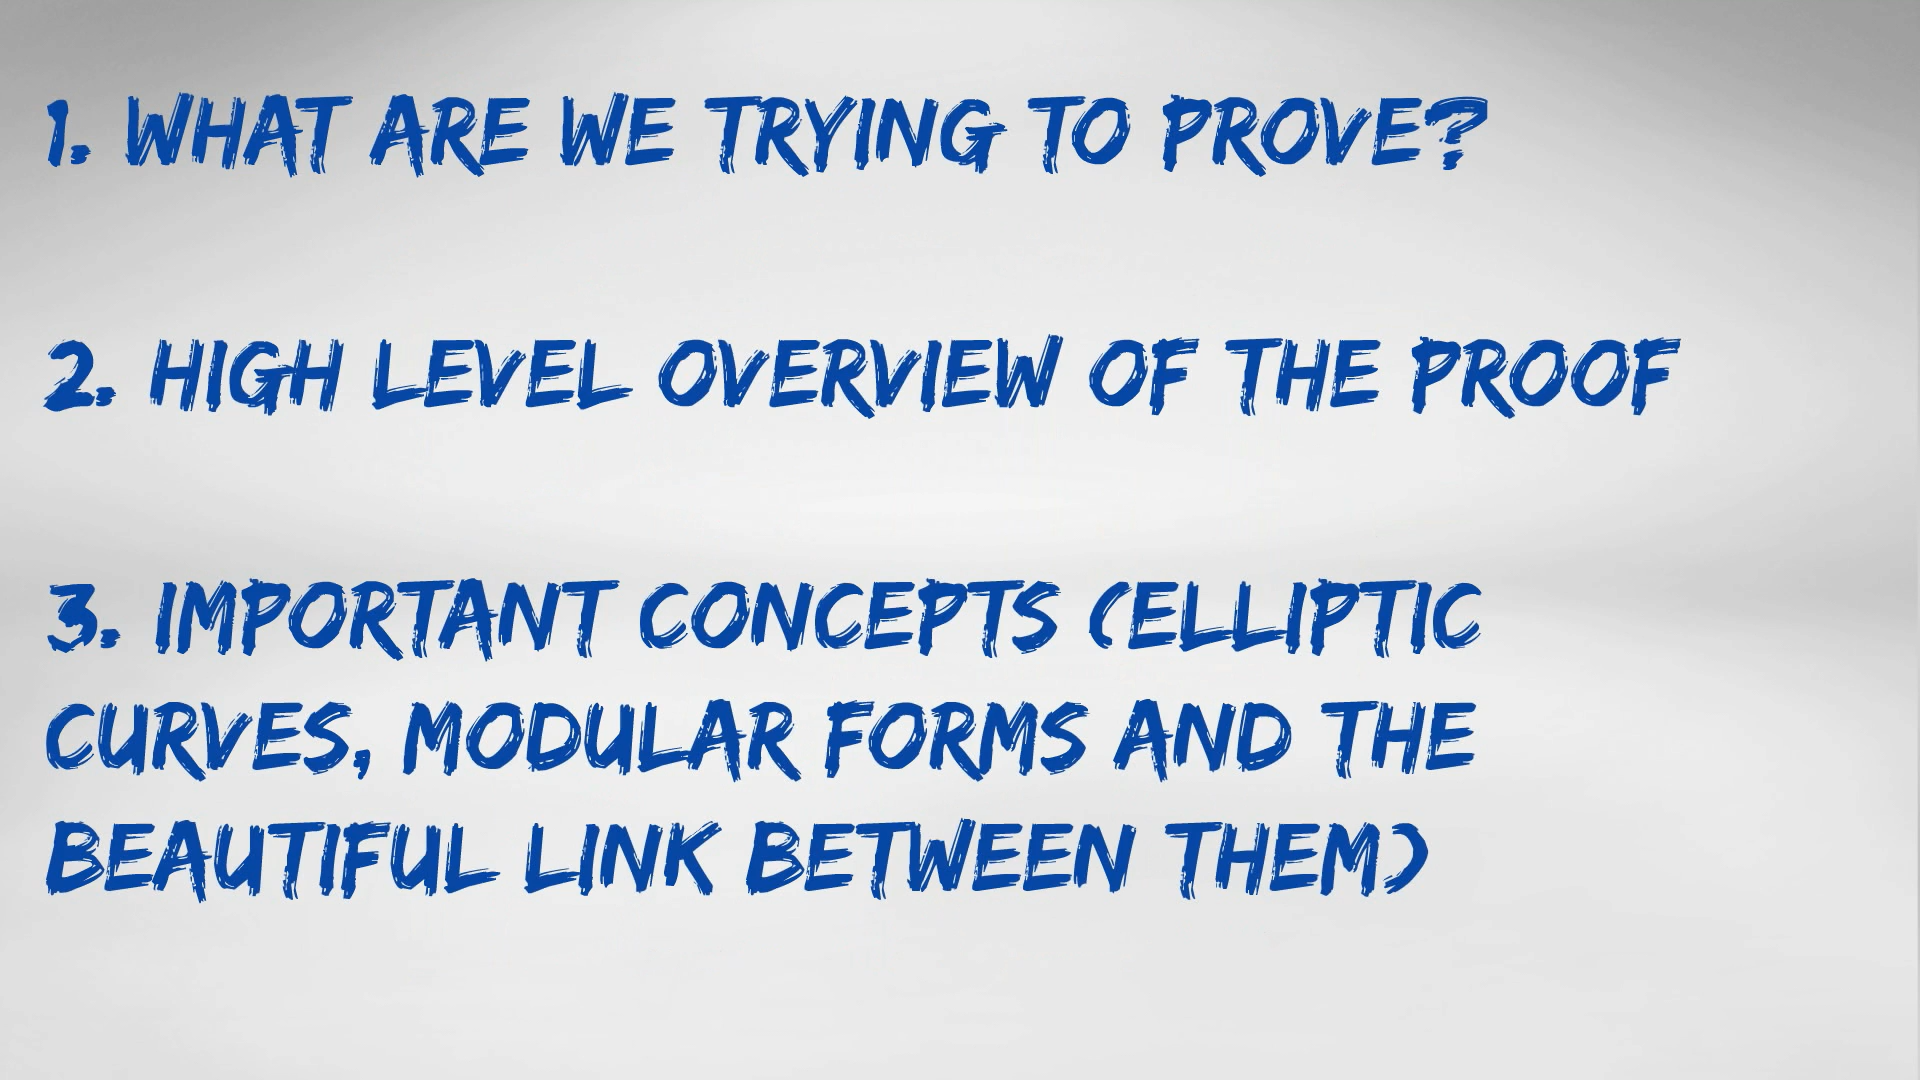 1. WHAT ARE WE TRYING TO PROVE?
2. HIGH LEVEL OVERVIEW OF THE PROOF
3. IMPORTANT CONCEPTS (ELLIPTIC
CURVES, MODULAR FORMS AND THE
BEAUTIFUL LINK BETWEEN THEM)